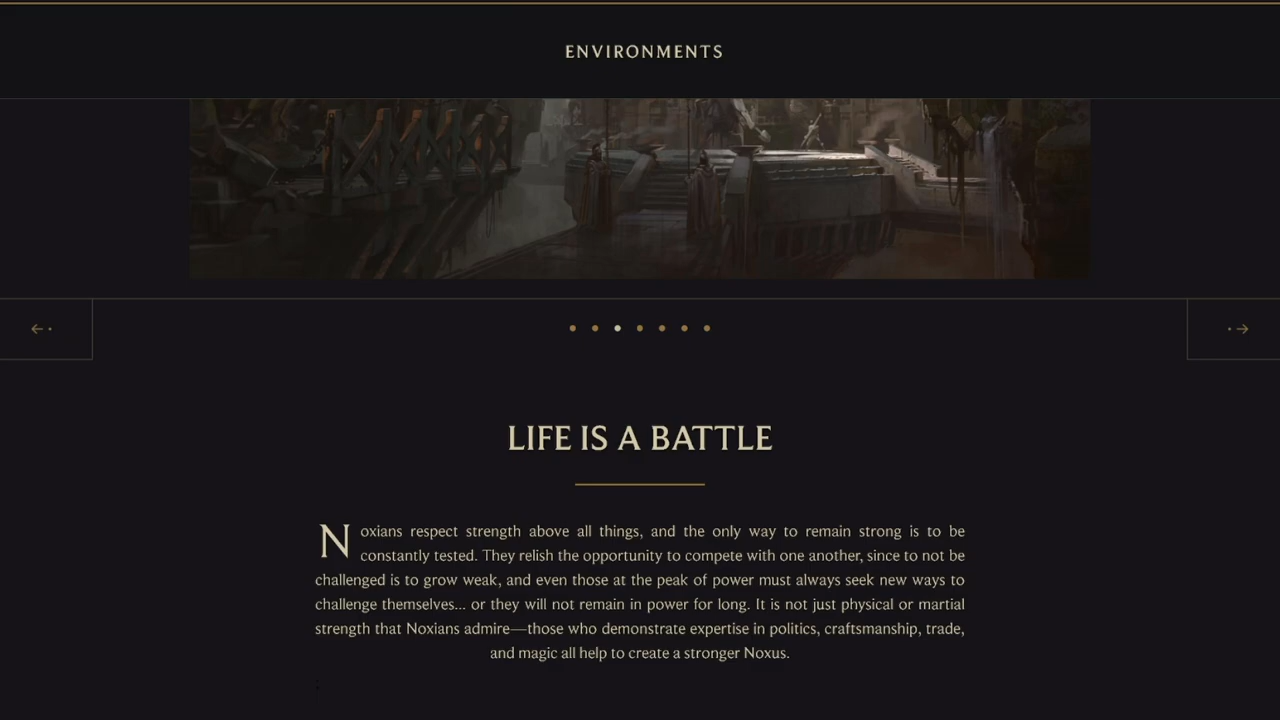 ENVIRONMENTS
LIFE IS A BATTLE
Noxians respect strength above all things, and the only way to remain strong is to be
constantly tested. They relish the opportunity to compete with one another, since to not be
challenged is to grow weak, and even those at the peak of power must always seek new ways to
challenge themselves... or they will not remain in power for long. It is not just physical or martial
strength that Noxians admire—those who demonstrate expertise in politics, craftsmanship, trade,
and magic all help to create a stronger Noxus.